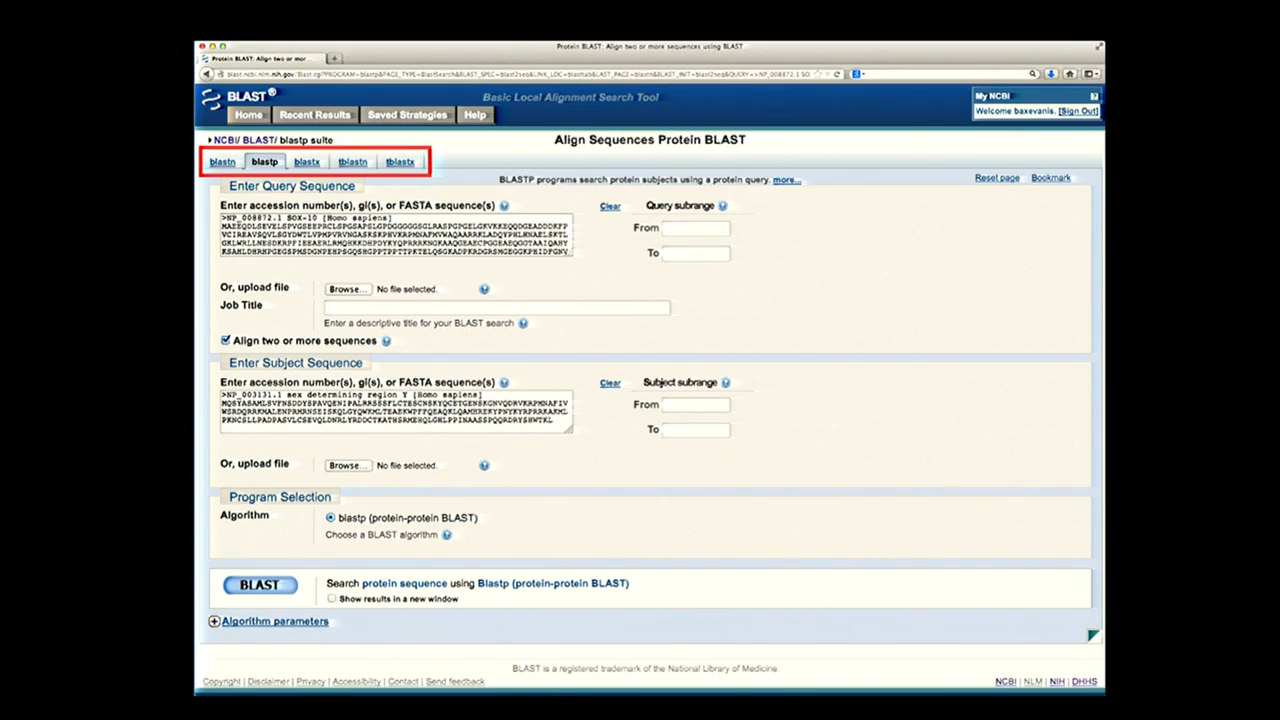 Protein BLAST: Align two or more sequences using BLAST
Protein BLAST: Align two or mor...
BLAST®
Basic Local Alignment Search Tool
My NCBI
Welcome baxevanis. [Sign Out]
Home Recent Results Saved Strategies Help
NCBI/ BLAST/ blastp suite
Align Sequences Protein BLAST
blastn blastp blastx tblastn tblastx
BLASTP programs search protein subjects using a protein query. more...
Reset page Bookmark
Enter Query Sequence
Enter accession number(s), gi(s), or FASTA sequence(s)
Clear
Query subrange
>NP_008872.1 SOX-10 [Homo sapiens]
From
To
Or, upload file
Browse... No file selected.
Job Title
Enter a descriptive title for your BLAST search
Align two or more sequences
Enter Subject Sequence
Enter accession number(s), gi(s), or FASTA sequence(s)
Clear
Subject subrange
>NP_003131.1 sex determining region Y [Homo sapiens]
From
To
Or, upload file
Browse... No file selected.
Program Selection
Algorithm
blastp (protein-protein BLAST)
Choose a BLAST algorithm
BLAST
Search protein sequence using Blastp (protein-protein BLAST)
Show results in a new window
Algorithm parameters
BLAST is a registered trademark of the National Library of Medicine.
Copyright | Disclaimer | Privacy | Accessibility | Contact | Send feedback
NCBI | NLM | NIH | DHHS